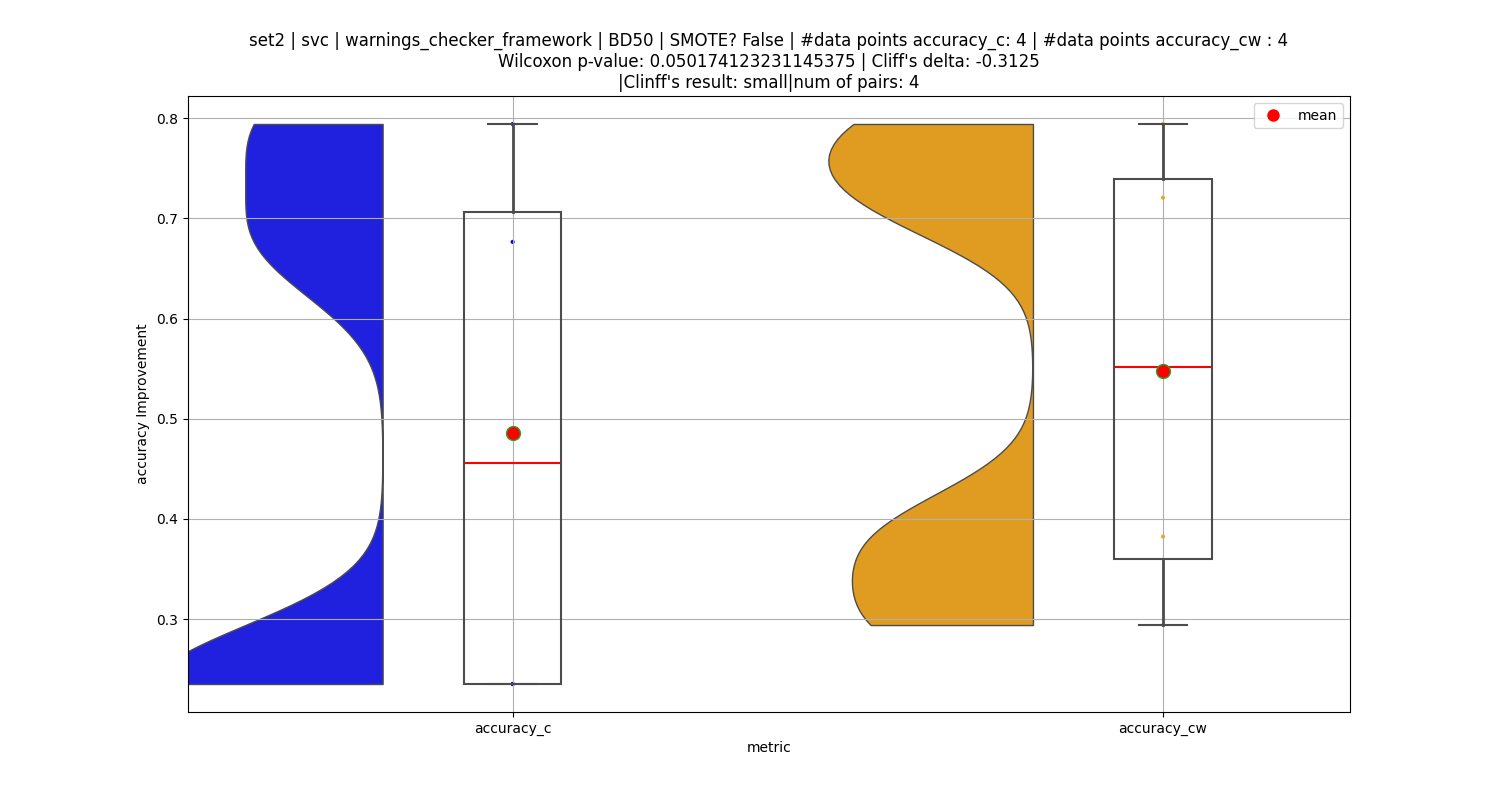 set2 | svc | warnings_checker_framework | BD50 | SMOTE? False | #data points accuracy_c: 4 | #data points accuracy_cw : 4
Wilcoxon p-value: 0.050174123231145375 | Cliff's delta: -0.3125
|Clinff's result: small|num of pairs: 4
mean
0.8
0.7
0.6
0.5
0.4
0.3
accuracy Improvement
accuracy_c
accuracy_cw
metric